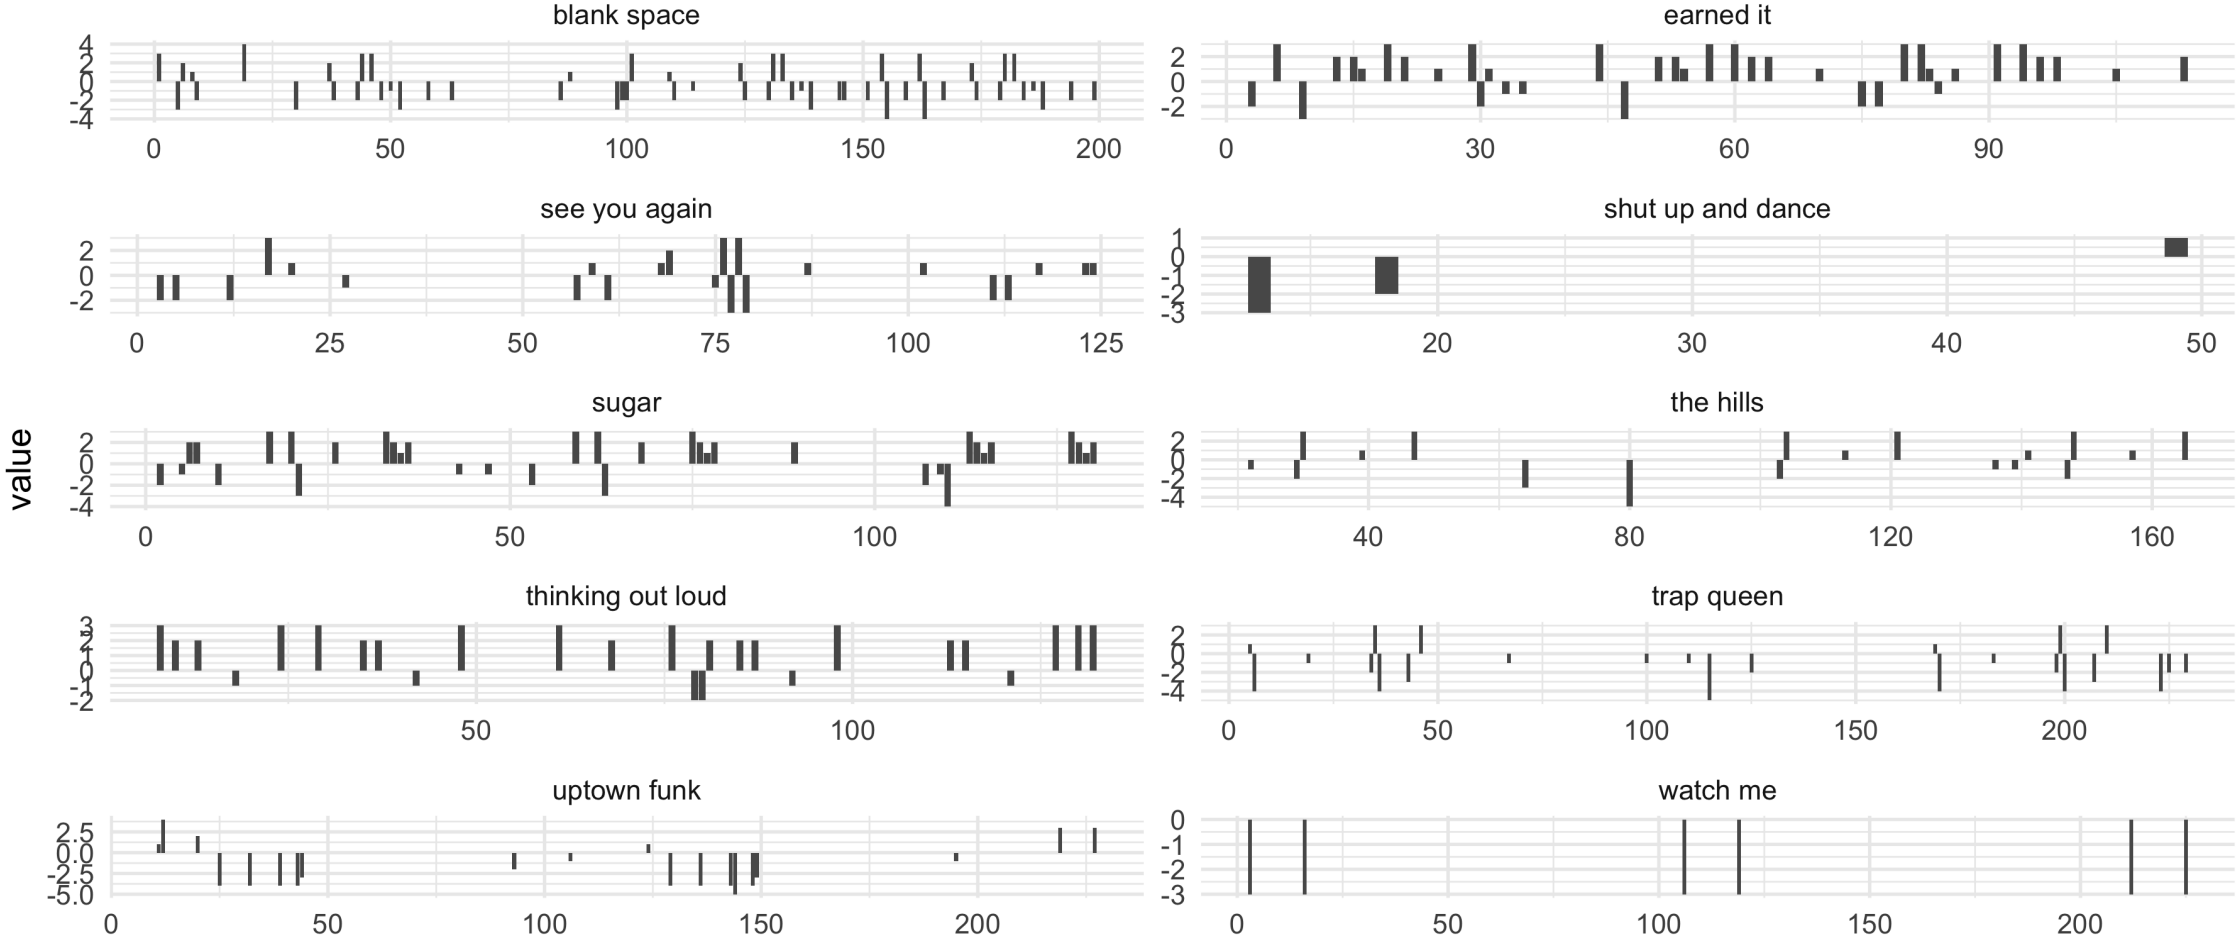 blank space
4
2
0
-2
-4
0 50 100 150 200
earned it
2
0
-2
0 30 60 90
see you again
2
0
-2
0 25 50 75 100 125
shut up and dance
1
0
-1
-2
-3
20 30 40 50
value
sugar
2
0
-2
-4
0 50 100
the hills
2
0
-2
-4
40 80 120 160
thinking out loud
3
2
1
0
-1
-2
50 100
trap queen
2
0
-2
-4
0 50 100 150 200
uptown funk
2.5
0.0
-2.5
-5.0
0 50 100 150 200
watch me
0
-1
-2
-3
0 50 100 150 200